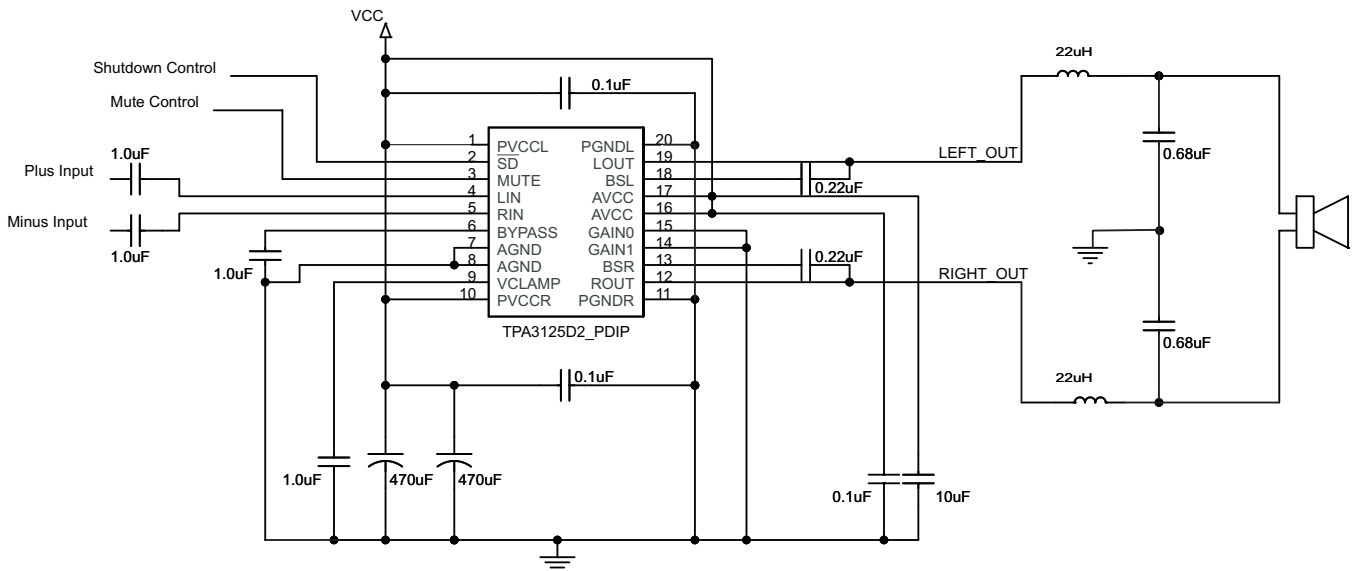 VCC
22uH
Shutdown Control
0.1uF
Mute Control
1 PVCCL PGNDL 20
2 SD LOUT 19
3 MUTE BSL 18
4 LIN AVCC 17
5 RIN AVCC 16
6 BYPASS GAIN0 15
7 AGND GAIN1 14
8 AGND BSR 13
9 VCLAMP ROUT 12
10 PVCCR PGNDR 11
TPA3125D2_PDIP
1.0uF
Plus Input
Minus Input
1.0uF
1.0uF
LEFT_OUT
0.22uF
0.22uF
RIGHT_OUT
0.68uF
0.68uF
22uH
0.1uF
1.0uF
470uF
470uF
0.1uF
10uF